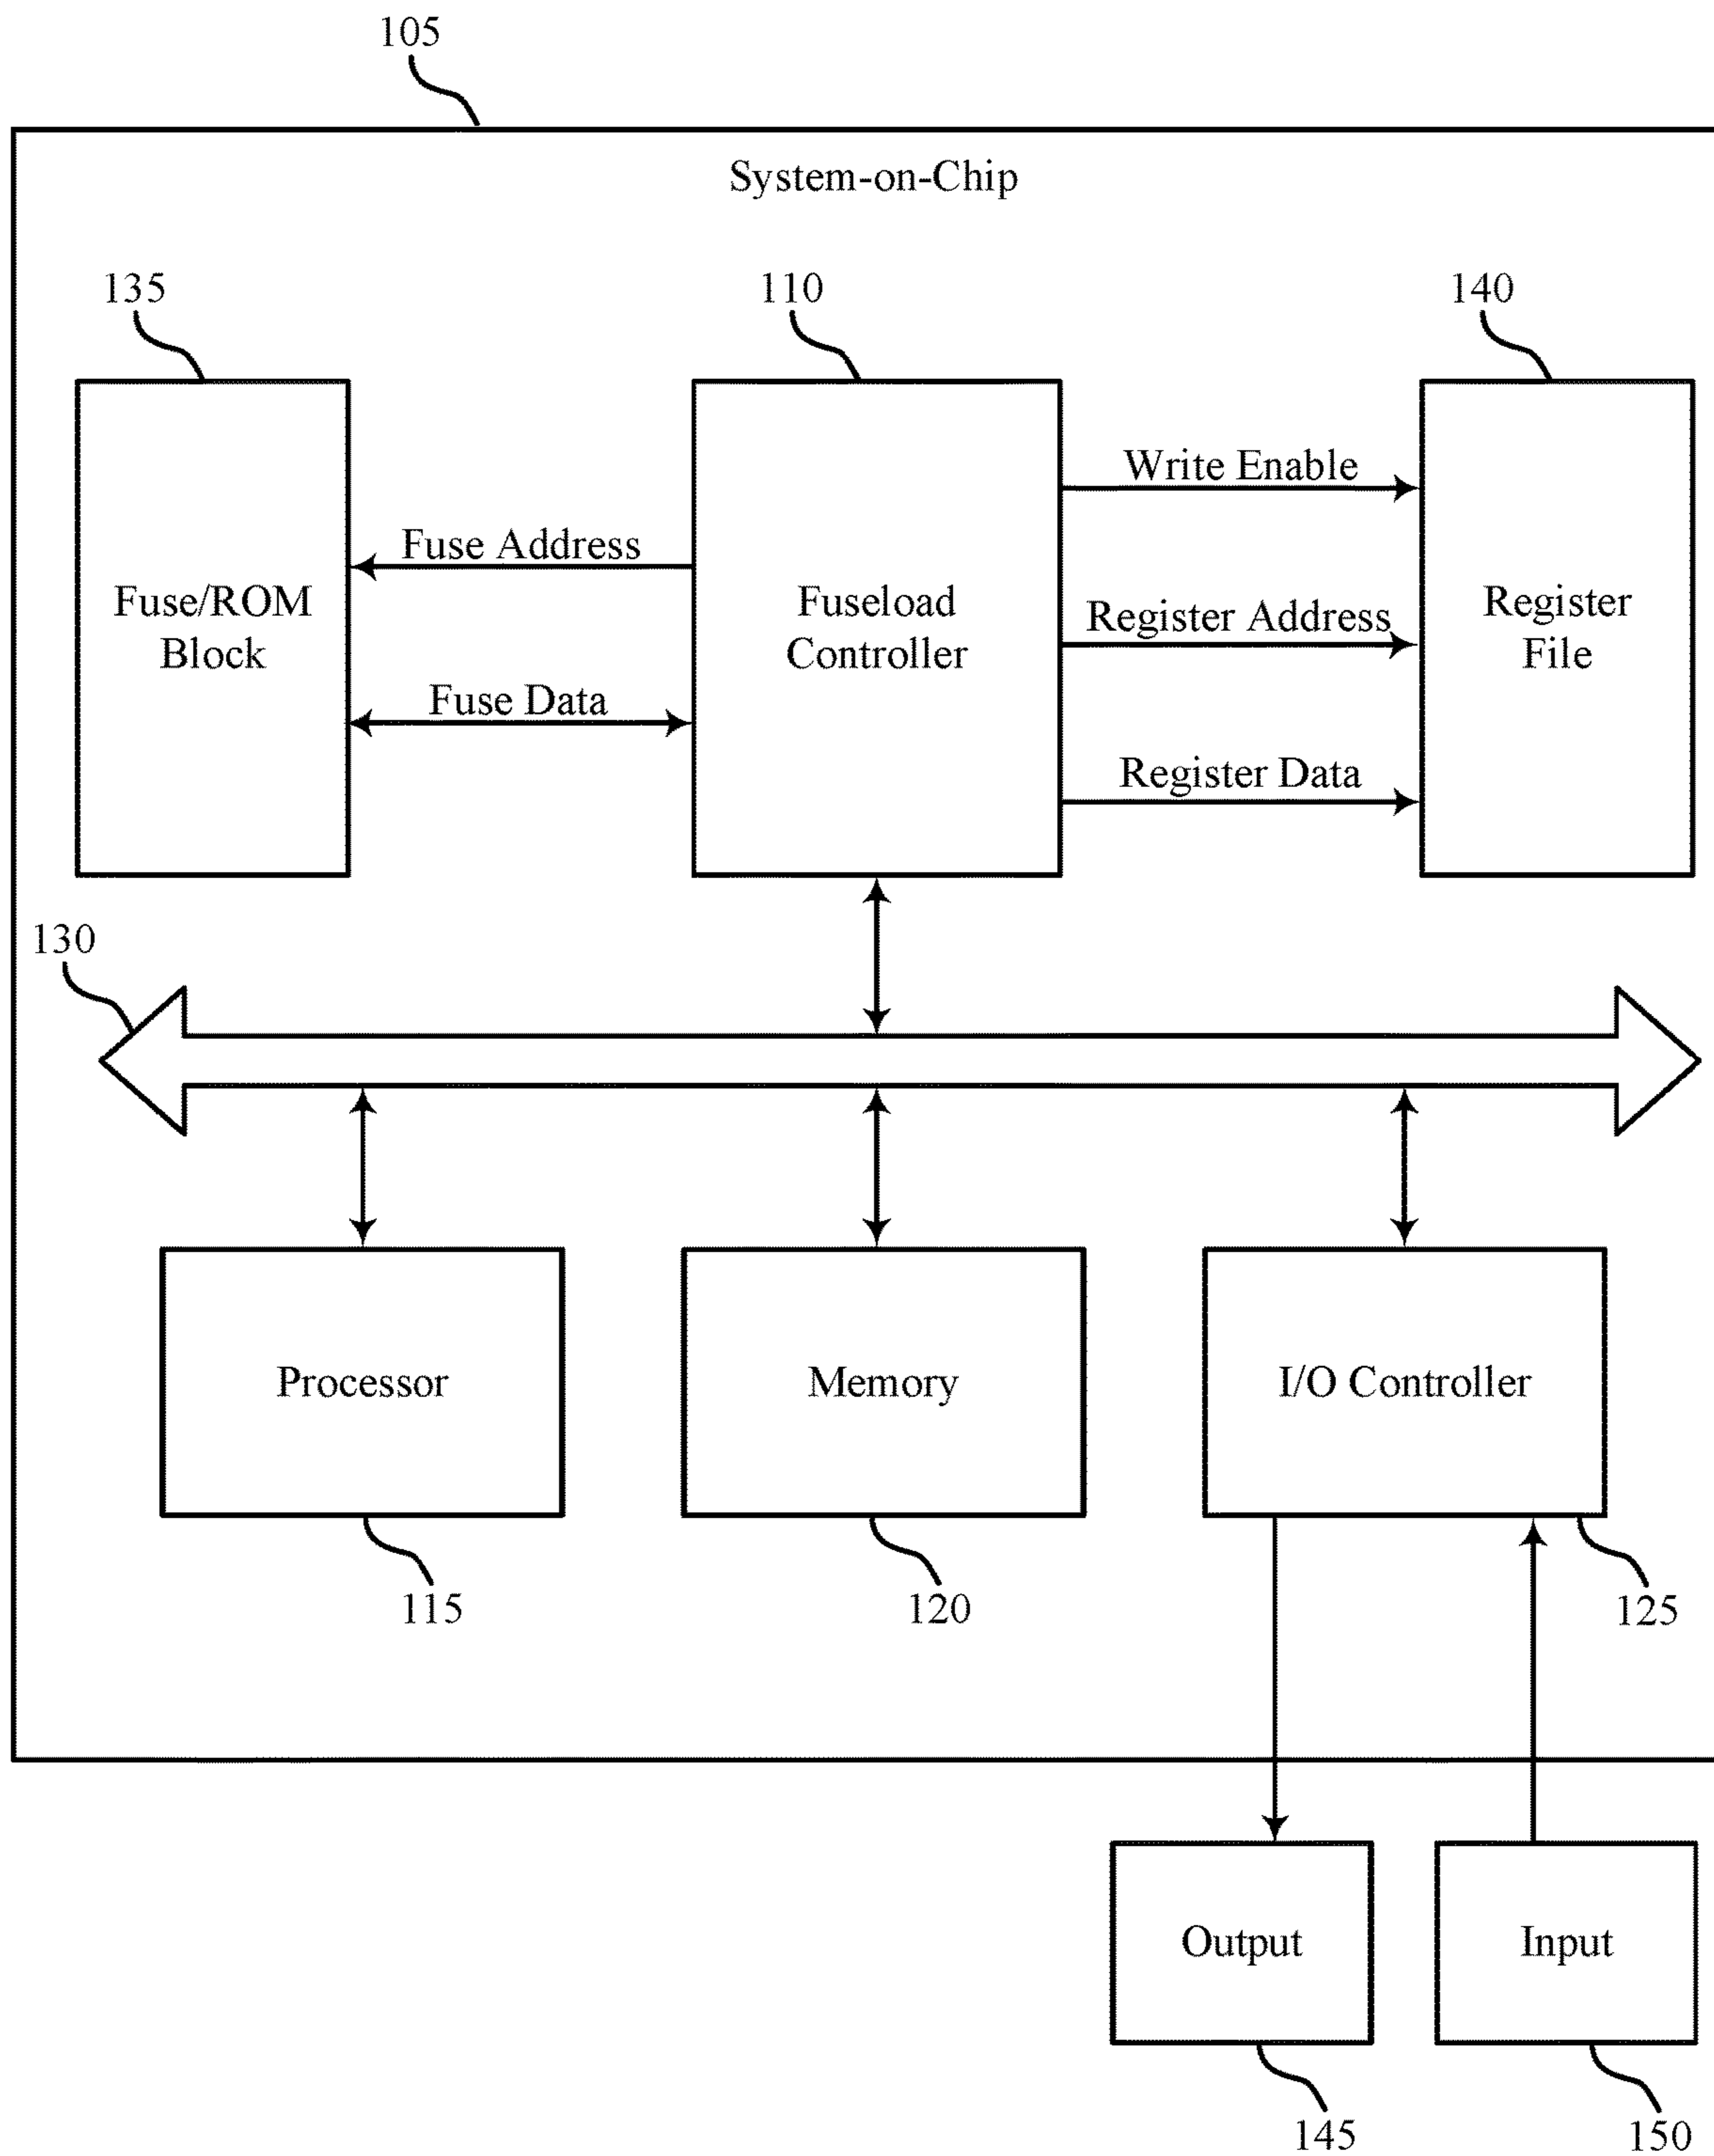 105
System-on-Chip
135
110
140
Write Enable
Fuse Address
Fuse/ROM
Block
Fuseload
Controller
Register Address
Register
File
Fuse Data
Register Data
130
Processor
Memory
I/O Controller
115
120
125
Output
Input
145
150